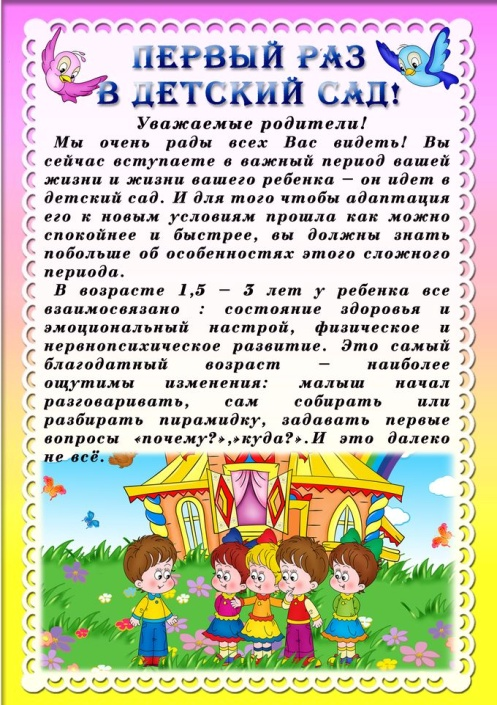 ПЕРВЫЙ РАЗ
В ДЕТСКИЙ САД!
Уважаемые родители!
Мы очень рады всех Вас видеть! Вы
сейчас вступаете в важный период вашей
жизни и жизни вашего ребенка – он идет в
детский сад. И для того чтобы адаптация
его к новым условиям прошла как можно
спокойнее и быстрее, вы должны знать
побольше об особенностях этого сложного
периода.
В возрасте 1,5 – 3 лет у ребенка все
взаимосвязано : состояние здоровья и
эмоциональный настрой, физическое и
нервнопсихическое развитие. Это самый
благодатный возраст – наиболее
ощутимы изменения: малыш начал
разговаривать, сам собирать или
разбирать пирамидку, задавать первые
вопросы «почему?»,»куда?».И это далеко
не всё.